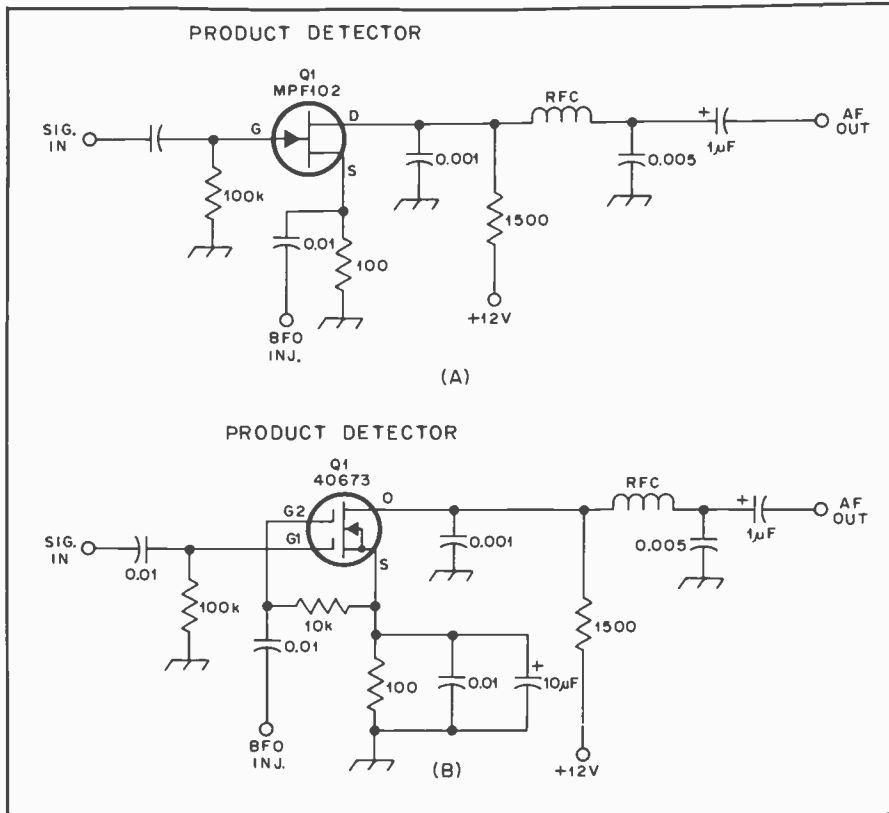 PRODUCT DETECTOR
Q1
MPF102
D
G
S
SIG.
IN
100k
0.01
100
BFO
INJ.
0.001
1500
+12V
RFC
0.005
+
1µF
AF
OUT
(A)
PRODUCT DETECTOR
Q1
40673
O
G2
G1
S
SIG.
IN
0.01
100k
10k
0.01
BFO
INJ.
100
0.01
+
10µF
0.001
1500
+12V
RFC
0.005
+
1µF
AF
OUT
(B)